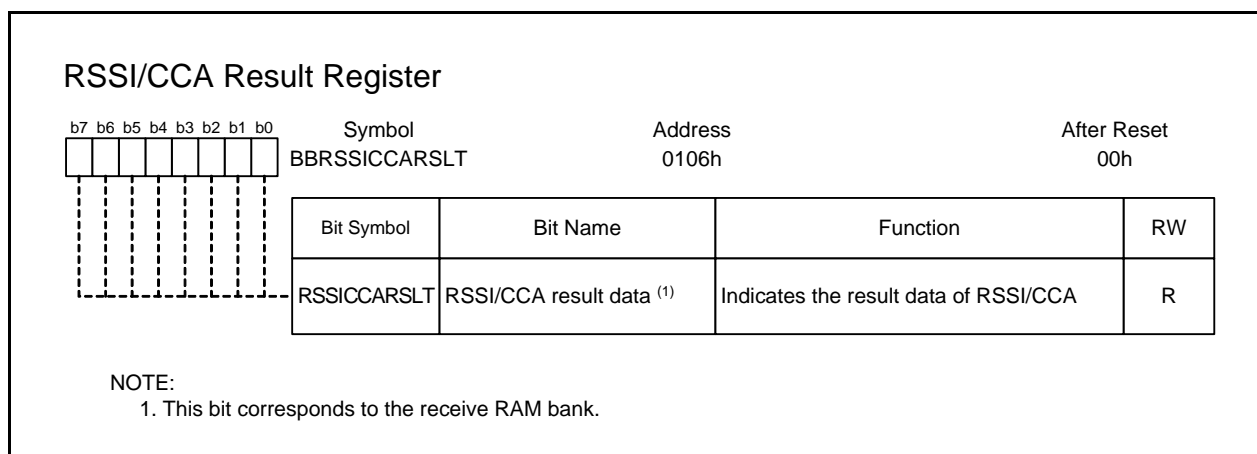 RSSI/CCA Result Register
b7 b6 b5 b4 b3 b2 b1 b0
Symbol Address After Reset
BBRSSICCARSLT 0106h 00h
Bit Symbol Bit Name Function RW
RSSICCARSLT RSSI/CCA result data (1) Indicates the result data of RSSI/CCA R
NOTE:
1. This bit corresponds to the receive RAM bank.